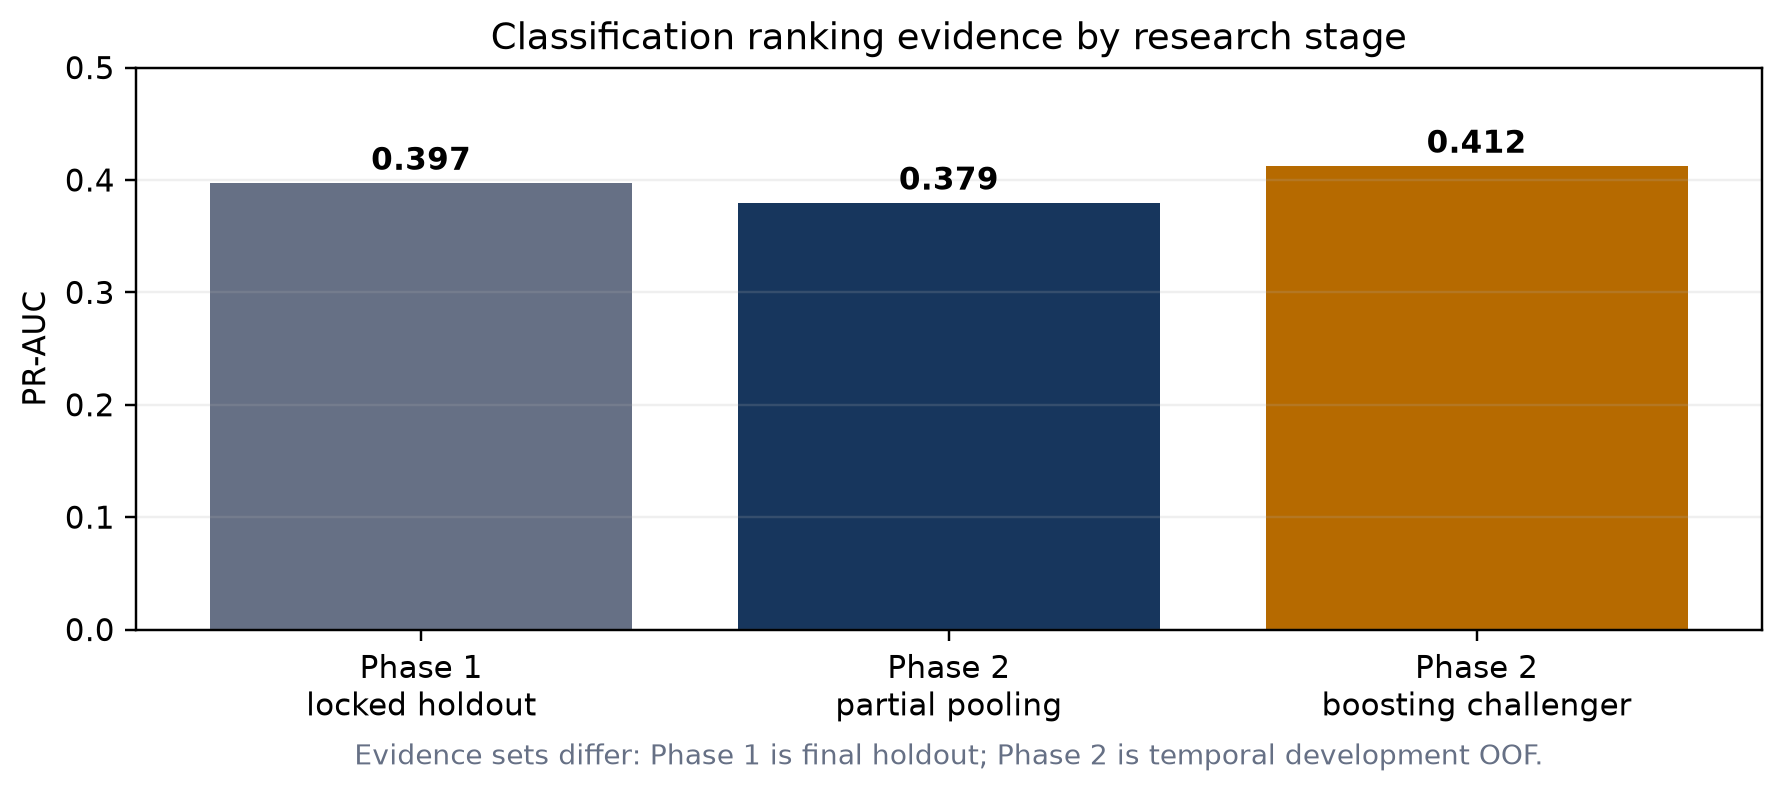 Classification ranking evidence by research stage
PR-AUC
0.5
0.4
0.3
0.2
0.1
0.0
0.397
0.379
0.412
Phase 1
locked holdout
Phase 2
partial pooling
Phase 2
boosting challenger
Evidence sets differ: Phase 1 is final holdout; Phase 2 is temporal development OOF.